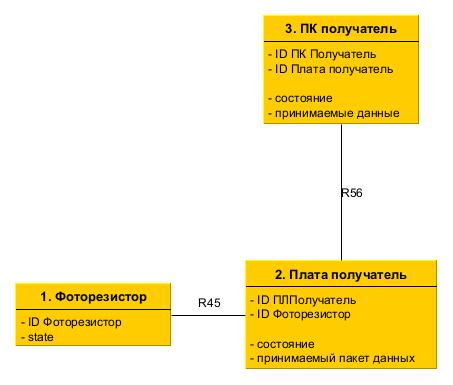 3. ПК получатель
- ID ПК Получатель
- ID Плата получатель
- состояние
- принимаемые данные
R56
1. Фоторезистор
- ID Фоторезистор
- state
R45
2. Плата получатель
- ID ПЛПолучатель
- ID Фоторезистор
- состояние
- принимаемый пакет данных